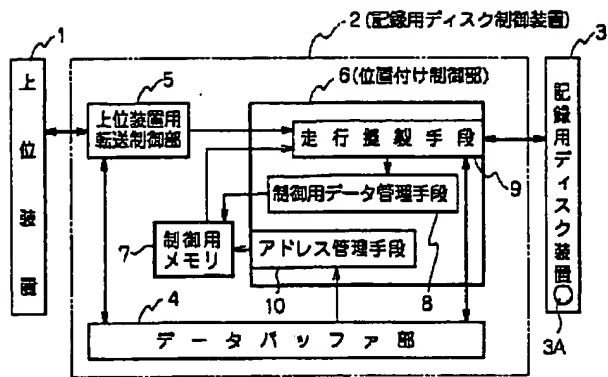 1
上位装置
2(記録用ディスク制御装置)
3
5
6(位置付け制御部)
上位装置用
転送制御部
走行 手段
9
制御用データ管理手段
8
7
制御用
メモリ
アドレス管理手段
10
4
データバッファ部
記録用ディスク装置
3A